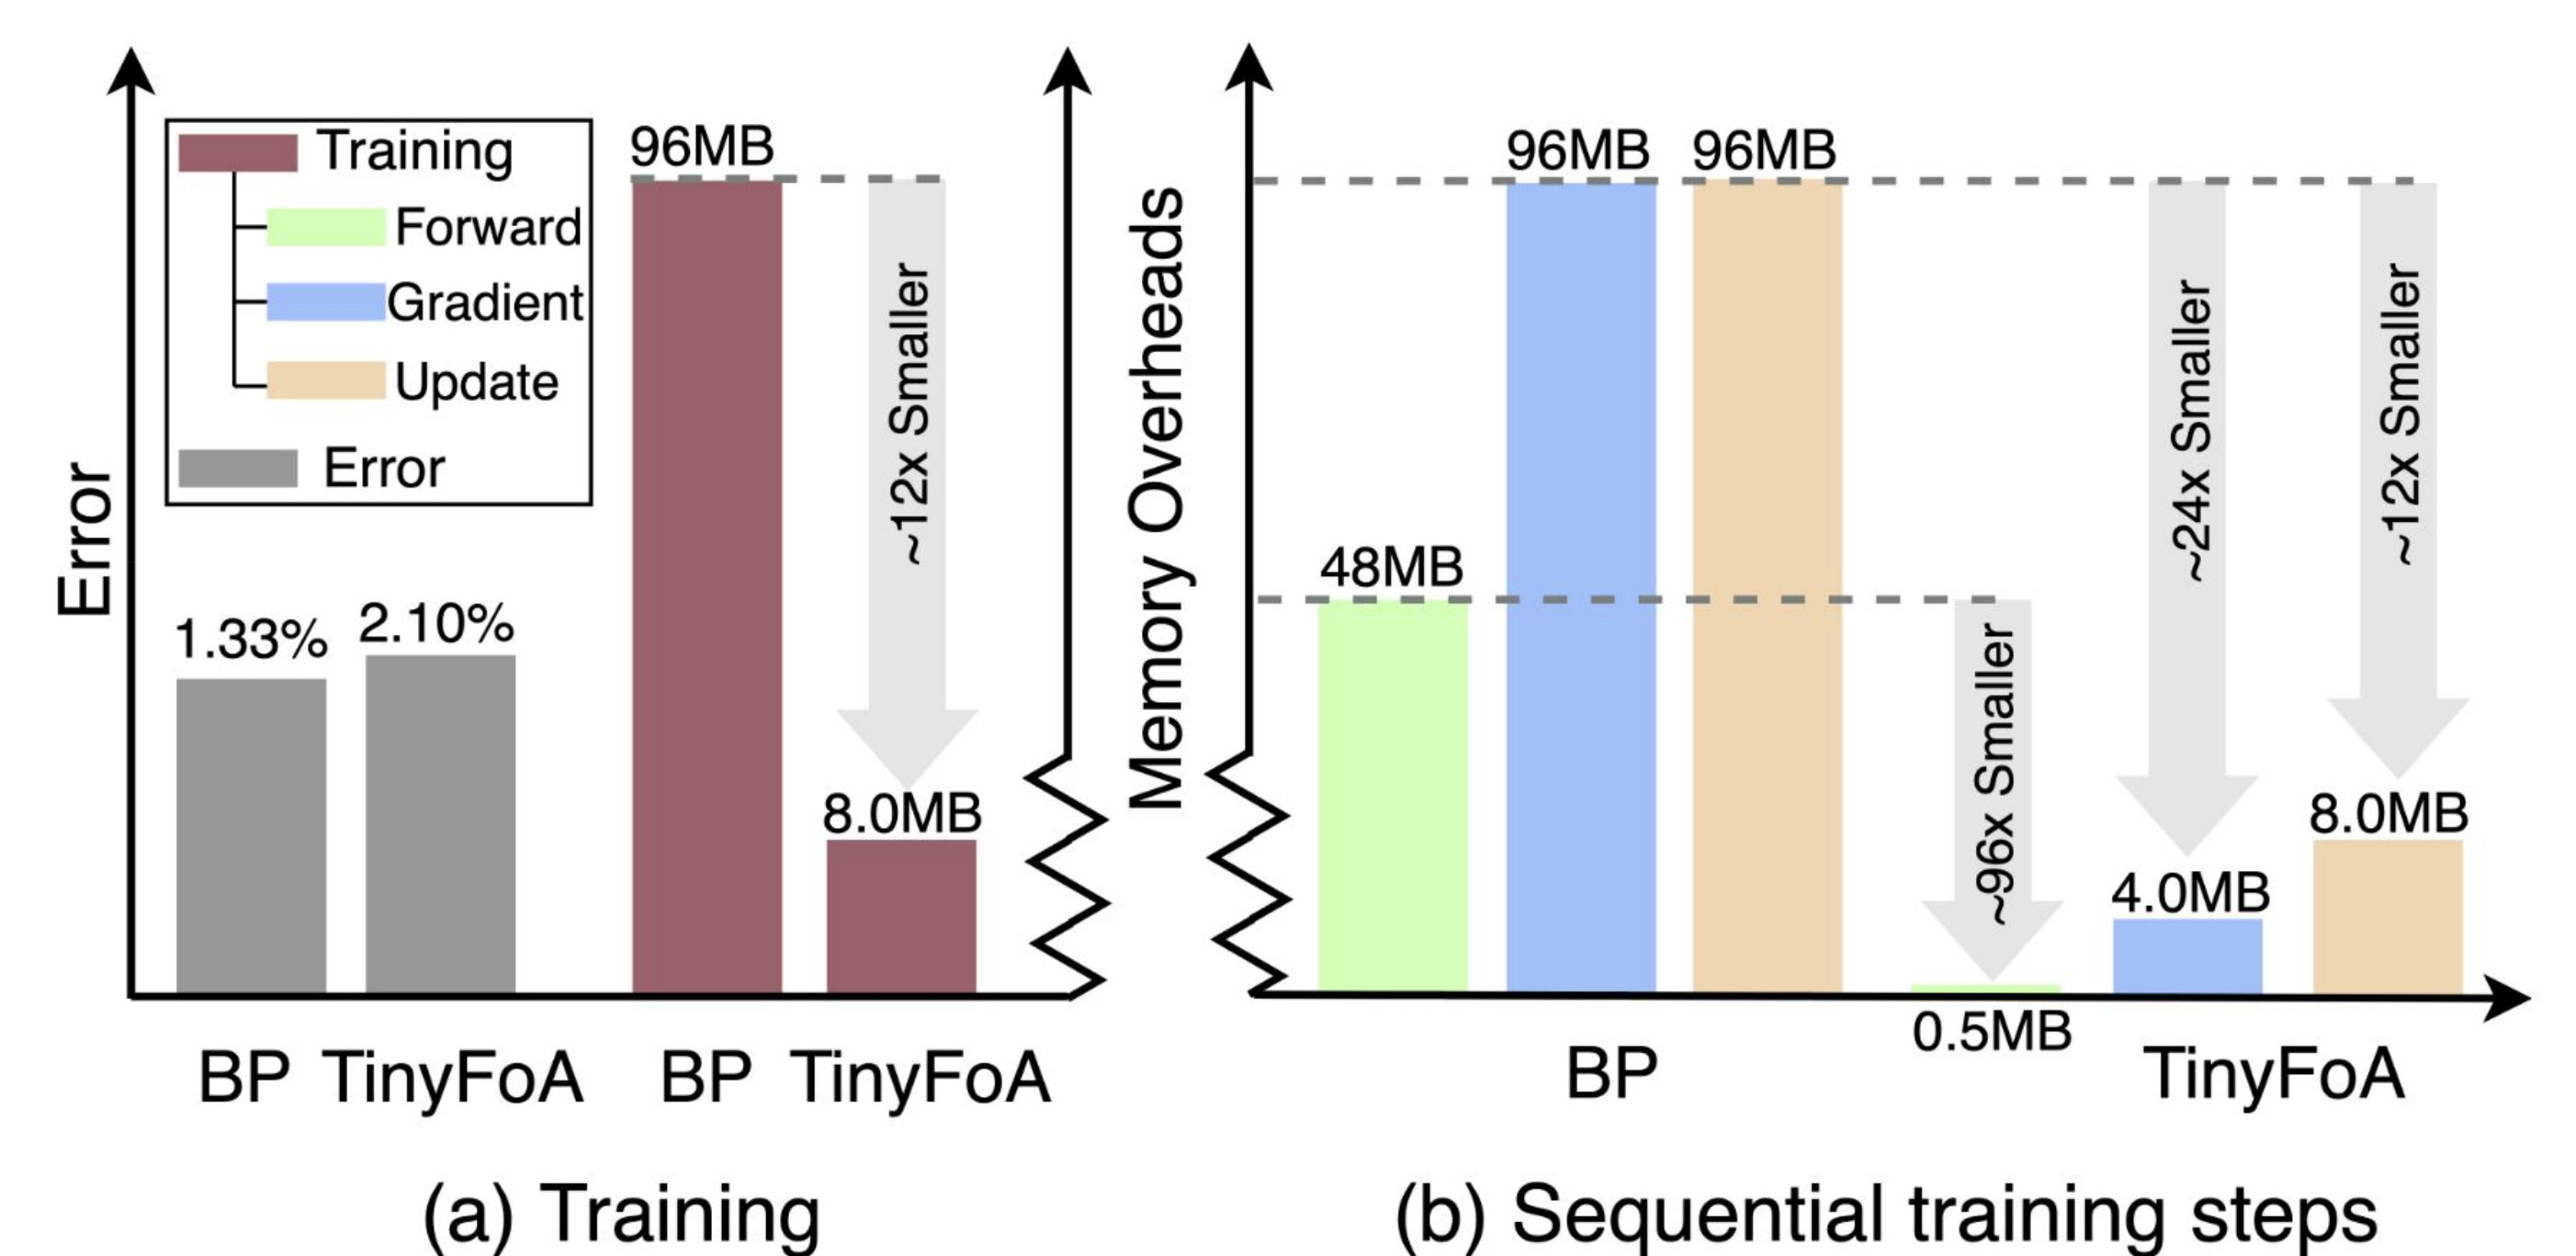 Error
Training
Forward
Gradient
Update
Error
1.33%
2.10%
96MB
~12x Smaller
8.0MB
BP TinyFoA BP TinyFoA
(a) Training
Memory Overheads
48MB
96MB
96MB
~96x Smaller
~24x Smaller
~12x Smaller
0.5MB
4.0MB
8.0MB
BP
TinyFoA
(b) Sequential training steps